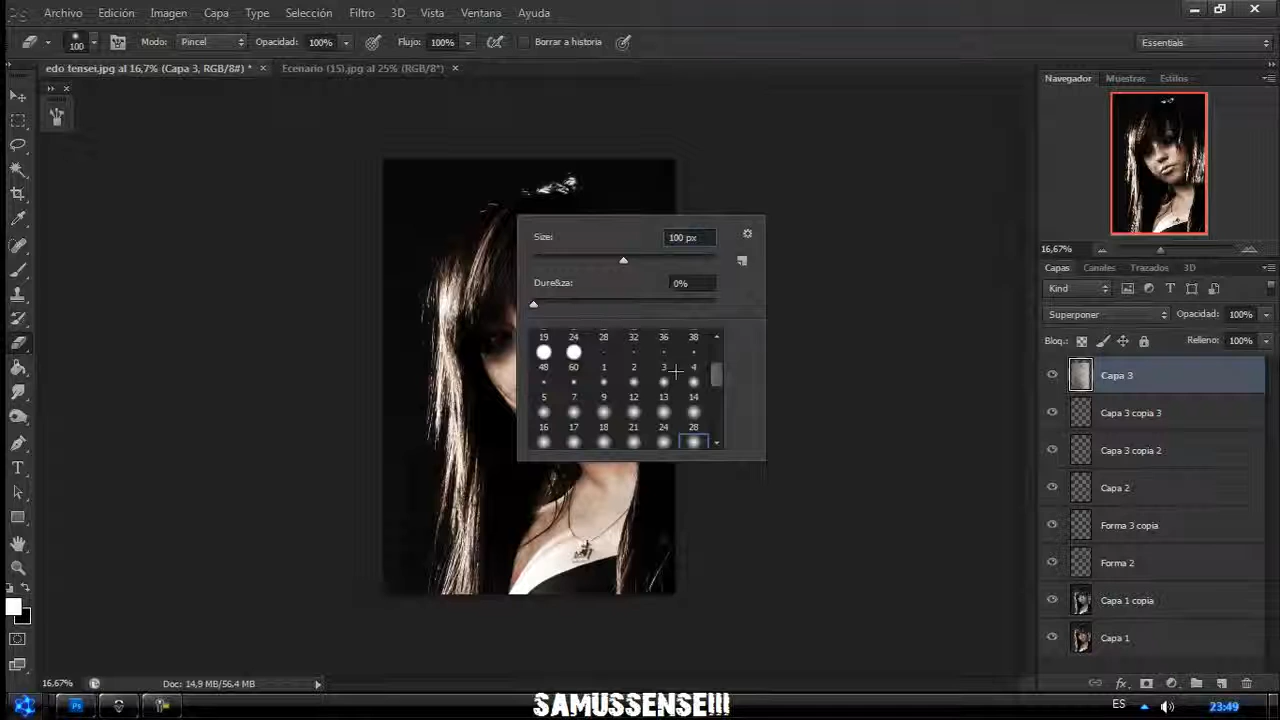 Archivo Edición Imagen Capa Type Selección Filtro 3D Vista Ventana Ayuda
100 Modo: Pincel Opacidad: 100% Flujo: 100% Borrar a historia Essentials
edo tensei.jpg al 16,7% (Capa 3, RGB/8#) * × Ecenario (15).jpg al 25% (RGB/8*) ×
Navegador Muestras Estilos
16,67%
Capas Canales Trazados 3D
Kind
Superponer Opacidad: 100%
Bloq.: Relleno: 100%
Capa 3
Capa 3 copia 3
Capa 3 copia 2
Capa 2
Forma 3 copia
Forma 2
Capa 1 copia
Capa 1
Size: 100 px
Dure&za: 0%
19 24 28 32 36 38
48 60 1 2 3 4
5 7 9 12 13 14
16 17 18 21 24 28
16,67% Doc: 14,9 MB/56,4 MB
Ps ES 23:49
SAMUSSENSE!!!